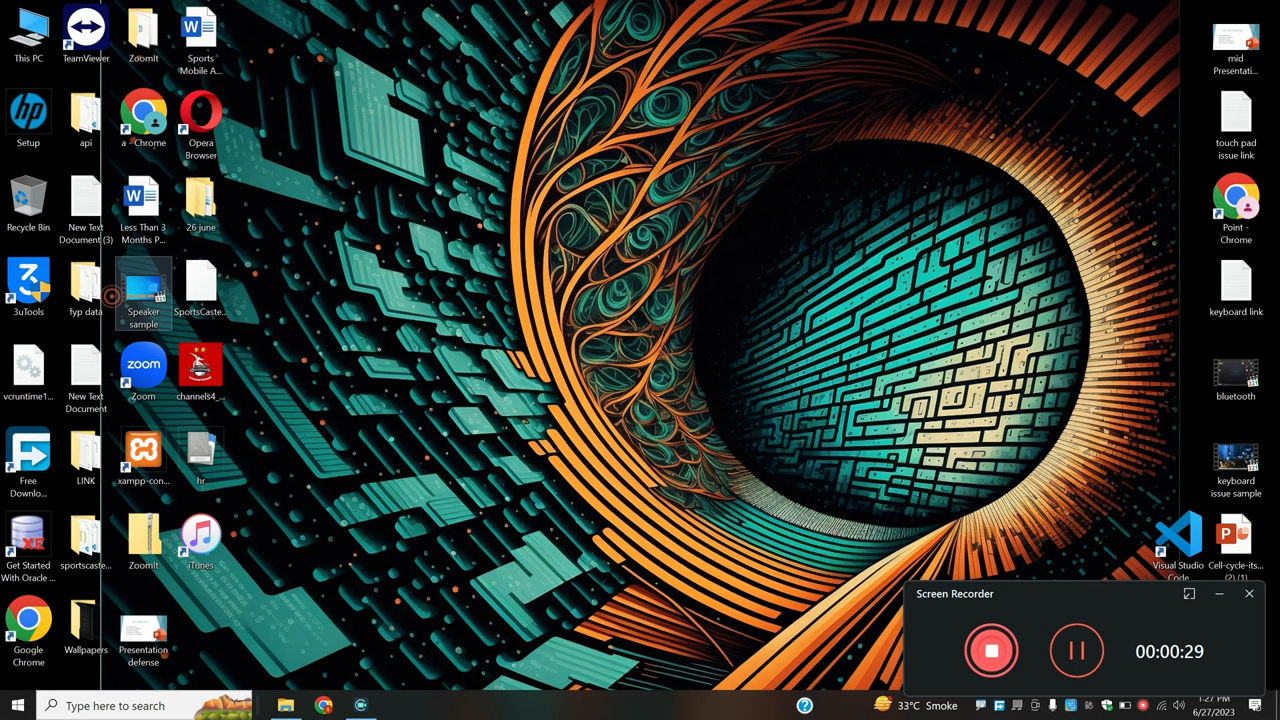 This PC
TeamViewer
ZoomIt
Sports
Mobile A...
Setup
api
a - Chrome
Opera
Browser
Recycle Bin
New Text
Document (3)
Less Than 3
Months P...
26 june
3uTools
fyp data
Speaker
sample
SportsCaste...
vcruntime1...
New Text
Document
zoom
Zoom
channels4_...
Free
Downlo...
LINK
xampp-con...
hr
Get Started
With Oracle ...
sportscaste...
ZoomIt
iTunes
Google
Chrome
Wallpapers
Presentation
defense
mid
Presentati...
touch pad
issue link
Point -
Chrome
keyboard link
bluetooth
keyboard
issue sample
Visual Studio
Code
Cell-cycle-its...
(2) (1)
Screen Recorder
00:00:29
Type here to search
33°C Smoke
1:27 PM
6/27/2023